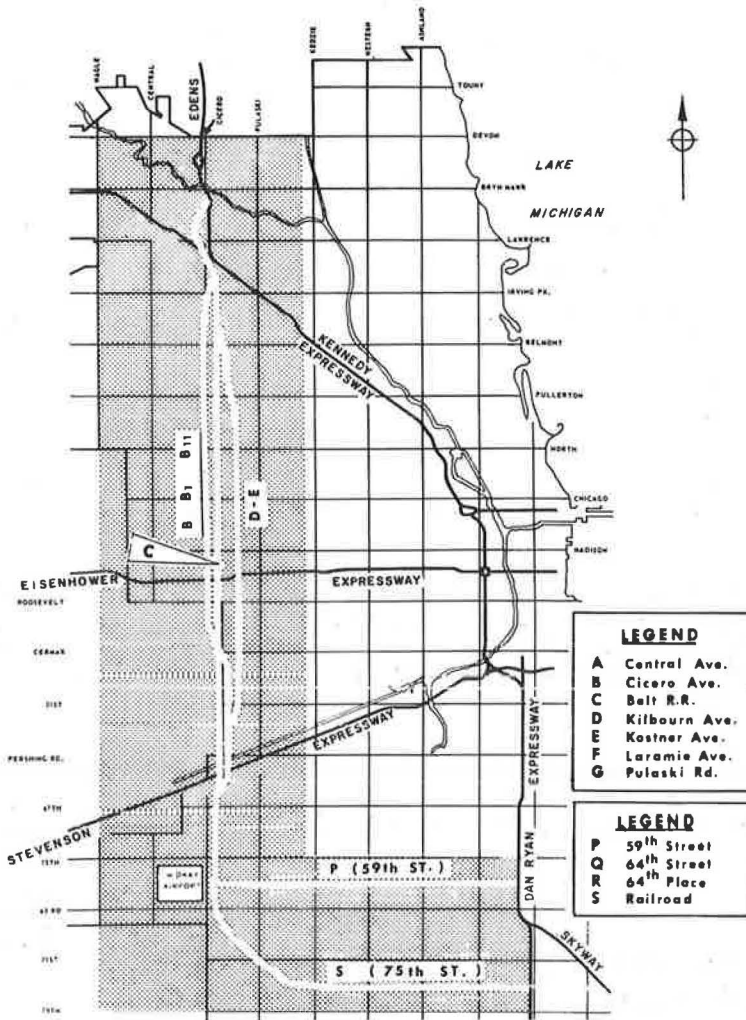 NAGLE
CENTRAL
EDENS
CICERO
PULASKI
KEDZIE
WESTERN
ASHLAND
TOUHY
DEVON
LAKE
BRYN MAWR
MICHIGAN
LAWRENCE
IRVING PK.
KENNEDY
EXPRESSWAY
BELMONT
FULLERTON
NORTH
B B1 B11
D-E
CHICAGO
C
MADISON
EISENHOWER
EXPRESSWAY
ROOSEVELT
CERMAK
31ST
EXPRESSWAY
PERSHING RD.
47TH
STEVENSON
EXPRESSWAY
DAN RYAN
LEGEND
A Central Ave.
B Cicero Ave.
C Belt R.R.
D Kilbourn Ave.
E Kostner Ave.
F Laramie Ave.
G Pulaski Rd.
LEGEND
P 59th Street
Q 64th Street
R 64th Place
S Railroad
MIDWAY
AIRPORT
P (59th ST.)
63 RD
SKYWAY
71ST
S (75th ST.)
79TH